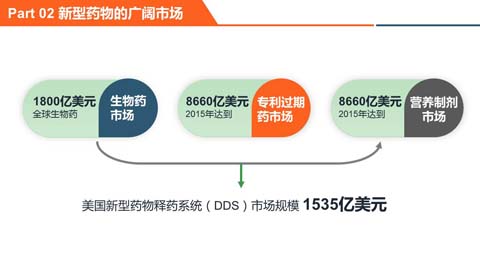 Part 02 新型药物的广阔市场
1800亿美元
全球生物药
生物药
市场
8660亿美元
2015年达到
专利过期
药市场
8660亿美元
2015年达到
营养制剂
市场
美国新型药物释药系统（DDS）市场规模 1535亿美元